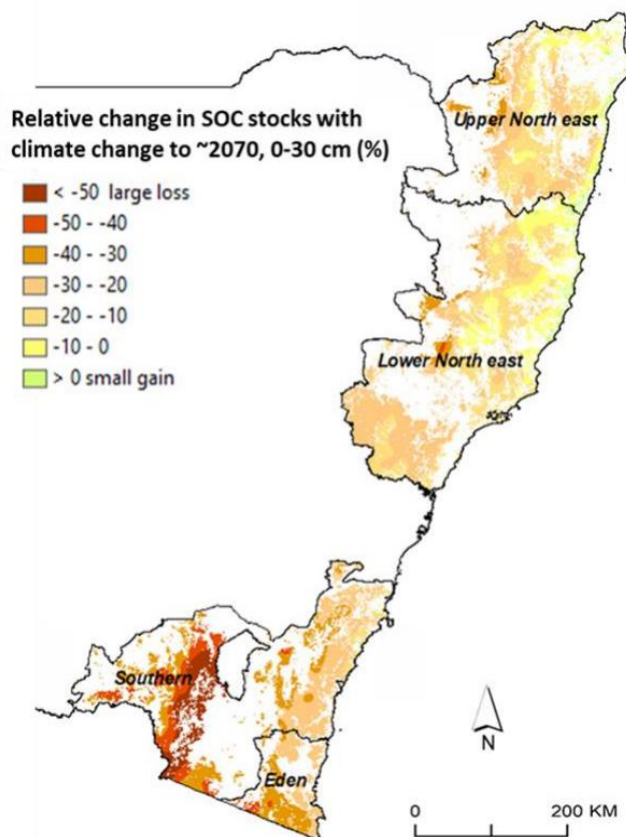 Relative change in SOC stocks with
climate change to ~2070, 0-30 cm (%)
< -50 large loss
-50 - -40
-40 - -30
-30 - -20
-20 - -10
-10 - 0
> 0 small gain
Upper North east
Lower North east
Southern
Eden
N
0 200 KM